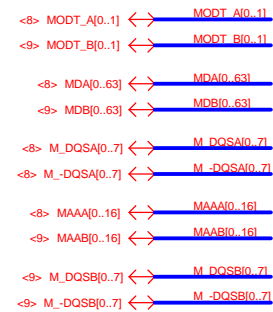 <8> MODT_A[0..1] MODT_A[0..1]
<9> MODT_B[0..1] MODT_B[0..1]
<8> MDA[0..63] MDA[0..63]
<9> MDB[0..63] MDB[0..63]
<8> M_DQSA[0..7] M_DQSA[0..7]
<8> M_-DQSA[0..7] M_-DQSA[0..7]
<8> MAAA[0..16] MAAA[0..16]
<9> MAAB[0..16] MAAB[0..16]
<9> M_DQSB[0..7] M_DQSB[0..7]
<9> M_-DQSB[0..7] M_-DQSB[0..7]